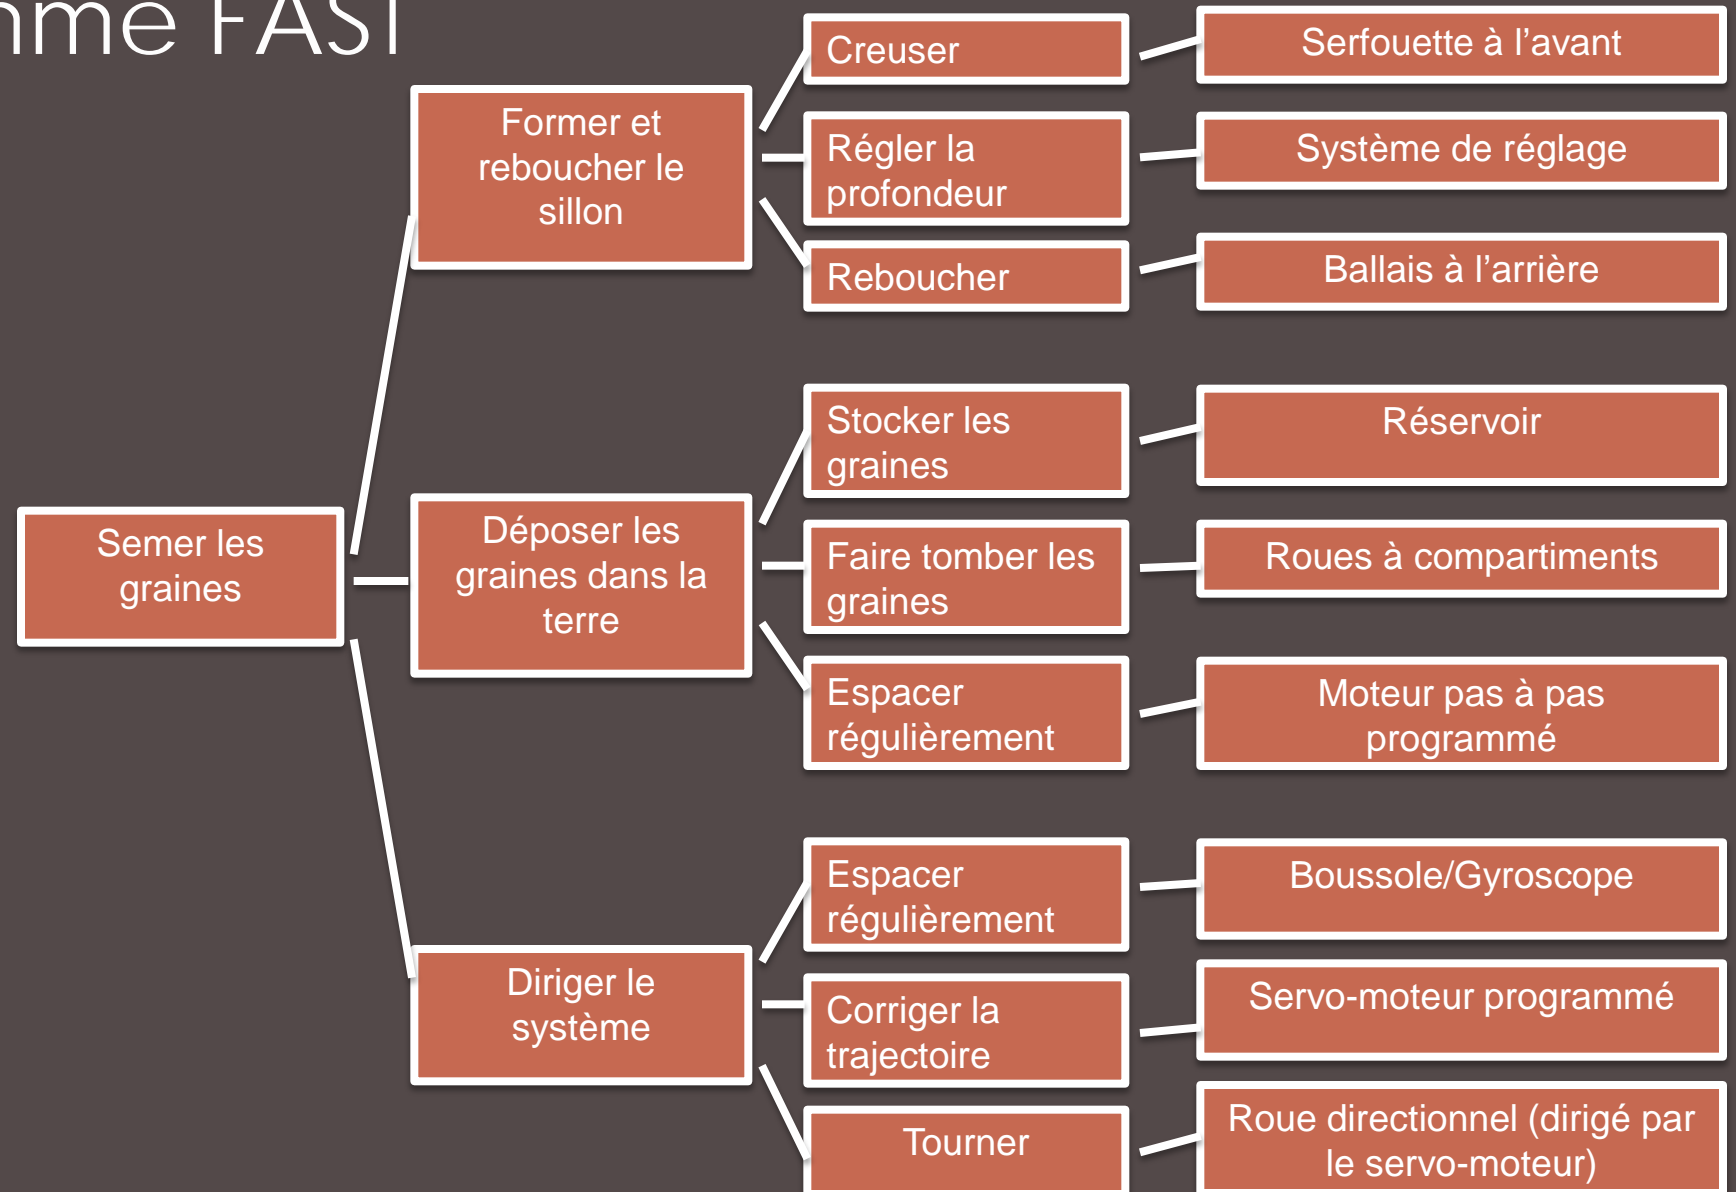 mme FAST
Creuser
Serfouette à l'avant
Former et
reboucher le
sillon
Régler la
profondeur
Système de réglage
Reboucher
Ballais à l'arrière
Stocker les
graines
Réservoir
Semer les
graines
Déposer les
graines dans la
terre
Faire tomber les
graines
Roues à compartiments
Espacer
régulièrement
Moteur pas à pas
programmé
Espacer
régulièrement
Boussole/Gyroscope
Diriger le
système
Corriger la
trajectoire
Servo-moteur programmé
Tourner
Roue directionnel (dirigé par
le servo-moteur)